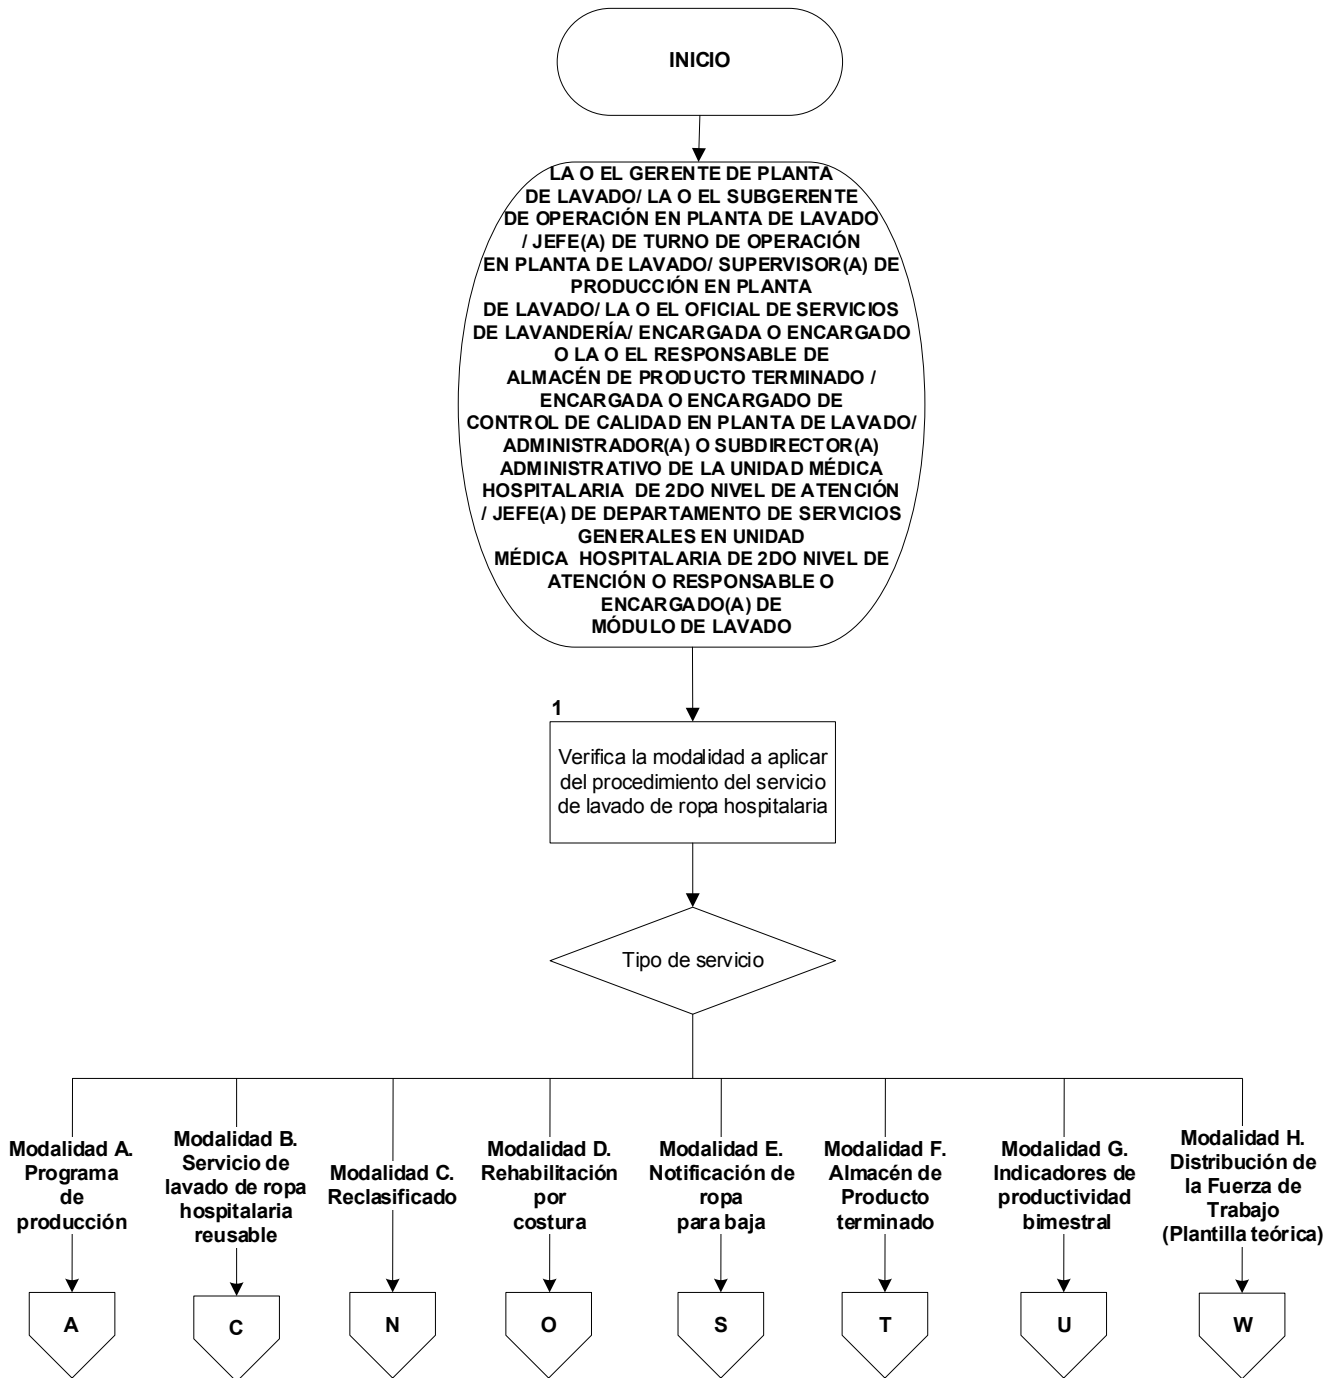 INICIO
LA O EL GERENTE DE PLANTA
DE LAVADO/ LA O EL SUBGERENTE
DE OPERACIÓN EN PLANTA DE LAVADO
/ JEFE(A) DE TURNO DE OPERACIÓN
EN PLANTA DE LAVADO/ SUPERVISOR(A) DE
PRODUCCIÓN EN PLANTA
DE LAVADO/ LA O EL OFICIAL DE SERVICIOS
DE LAVANDERÍA/ ENCARGADA O ENCARGADO
O LA O EL RESPONSABLE DE
ALMACÉN DE PRODUCTO TERMINADO /
ENCARGADA O ENCARGADO DE
CONTROL DE CALIDAD EN PLANTA DE LAVADO/
ADMINISTRADOR(A) O SUBDIRECTOR(A)
ADMINISTRATIVO DE LA UNIDAD MÉDICA
HOSPITALARIA DE 2DO NIVEL DE ATENCIÓN
/ JEFE(A) DE DEPARTAMENTO DE SERVICIOS
GENERALES EN UNIDAD
MÉDICA HOSPITALARIA DE 2DO NIVEL DE
ATENCIÓN O RESPONSABLE O
ENCARGADO(A) DE
MÓDULO DE LAVADO
1
Verifica la modalidad a aplicar
del procedimiento del servicio
de lavado de ropa hospitalaria
Tipo de servicio
Modalidad A.
Programa
de
producción
Modalidad B.
Servicio de
lavado de ropa
hospitalaria
reusable
Modalidad C.
Reclasificado
Modalidad D.
Rehabilitación
por
costura
Modalidad E.
Notificación de
ropa
para baja
Modalidad F.
Almacén de
Producto
terminado
Modalidad G.
Indicadores de
productividad
bimestral
Modalidad H.
Distribución de
la Fuerza de
Trabajo
(Plantilla teórica)
A
C
N
O
S
T
U
W